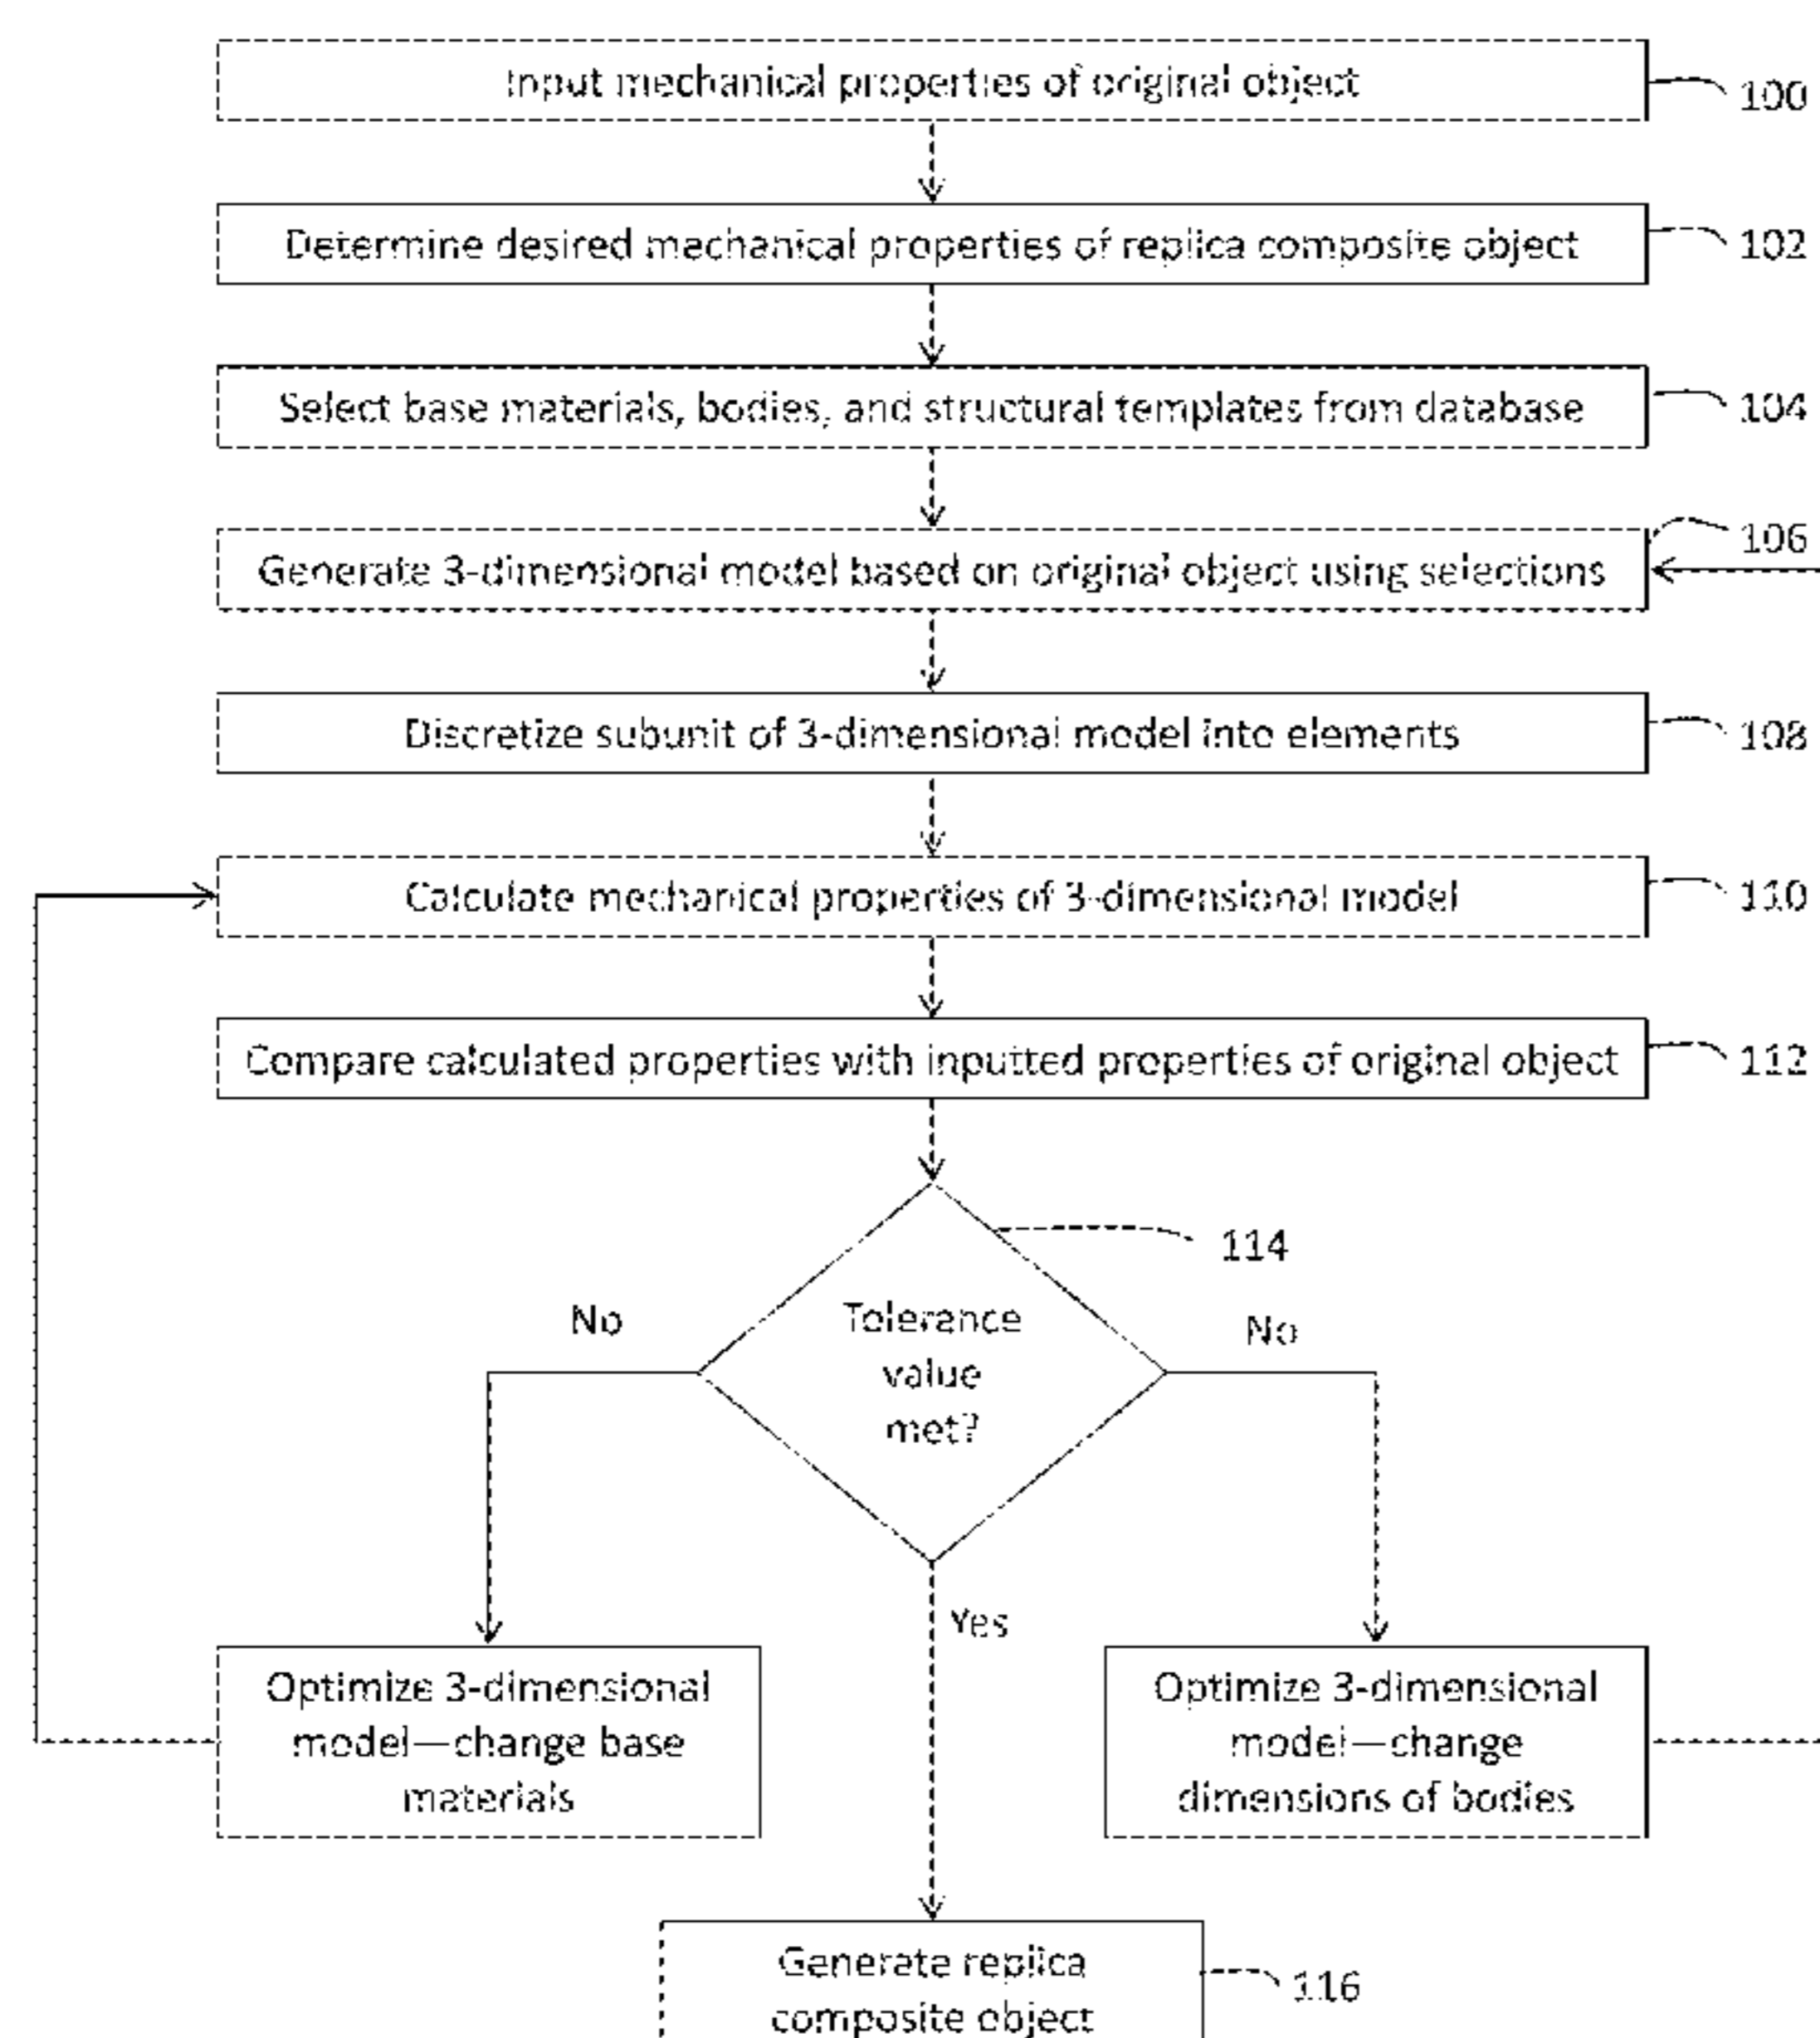 Input mechanical properties of original object
100
Determine desired mechanical properties of replica composite object
102
Select base materials, bodies, and structural templates from database
104
Generate 3-dimensional model based on original object using selections
106
Discretize subunit of 3-dimensional model into elements
108
Calculate mechanical properties of 3-dimensional model
110
Compare calculated properties with inputted properties of original object
112
114
No
Tolerance
value
met?
No
Yes
Optimize 3-dimensional
model—change base
materials
Optimize 3-dimensional
model—change
dimensions of bodies
Generate replica
composite object
116